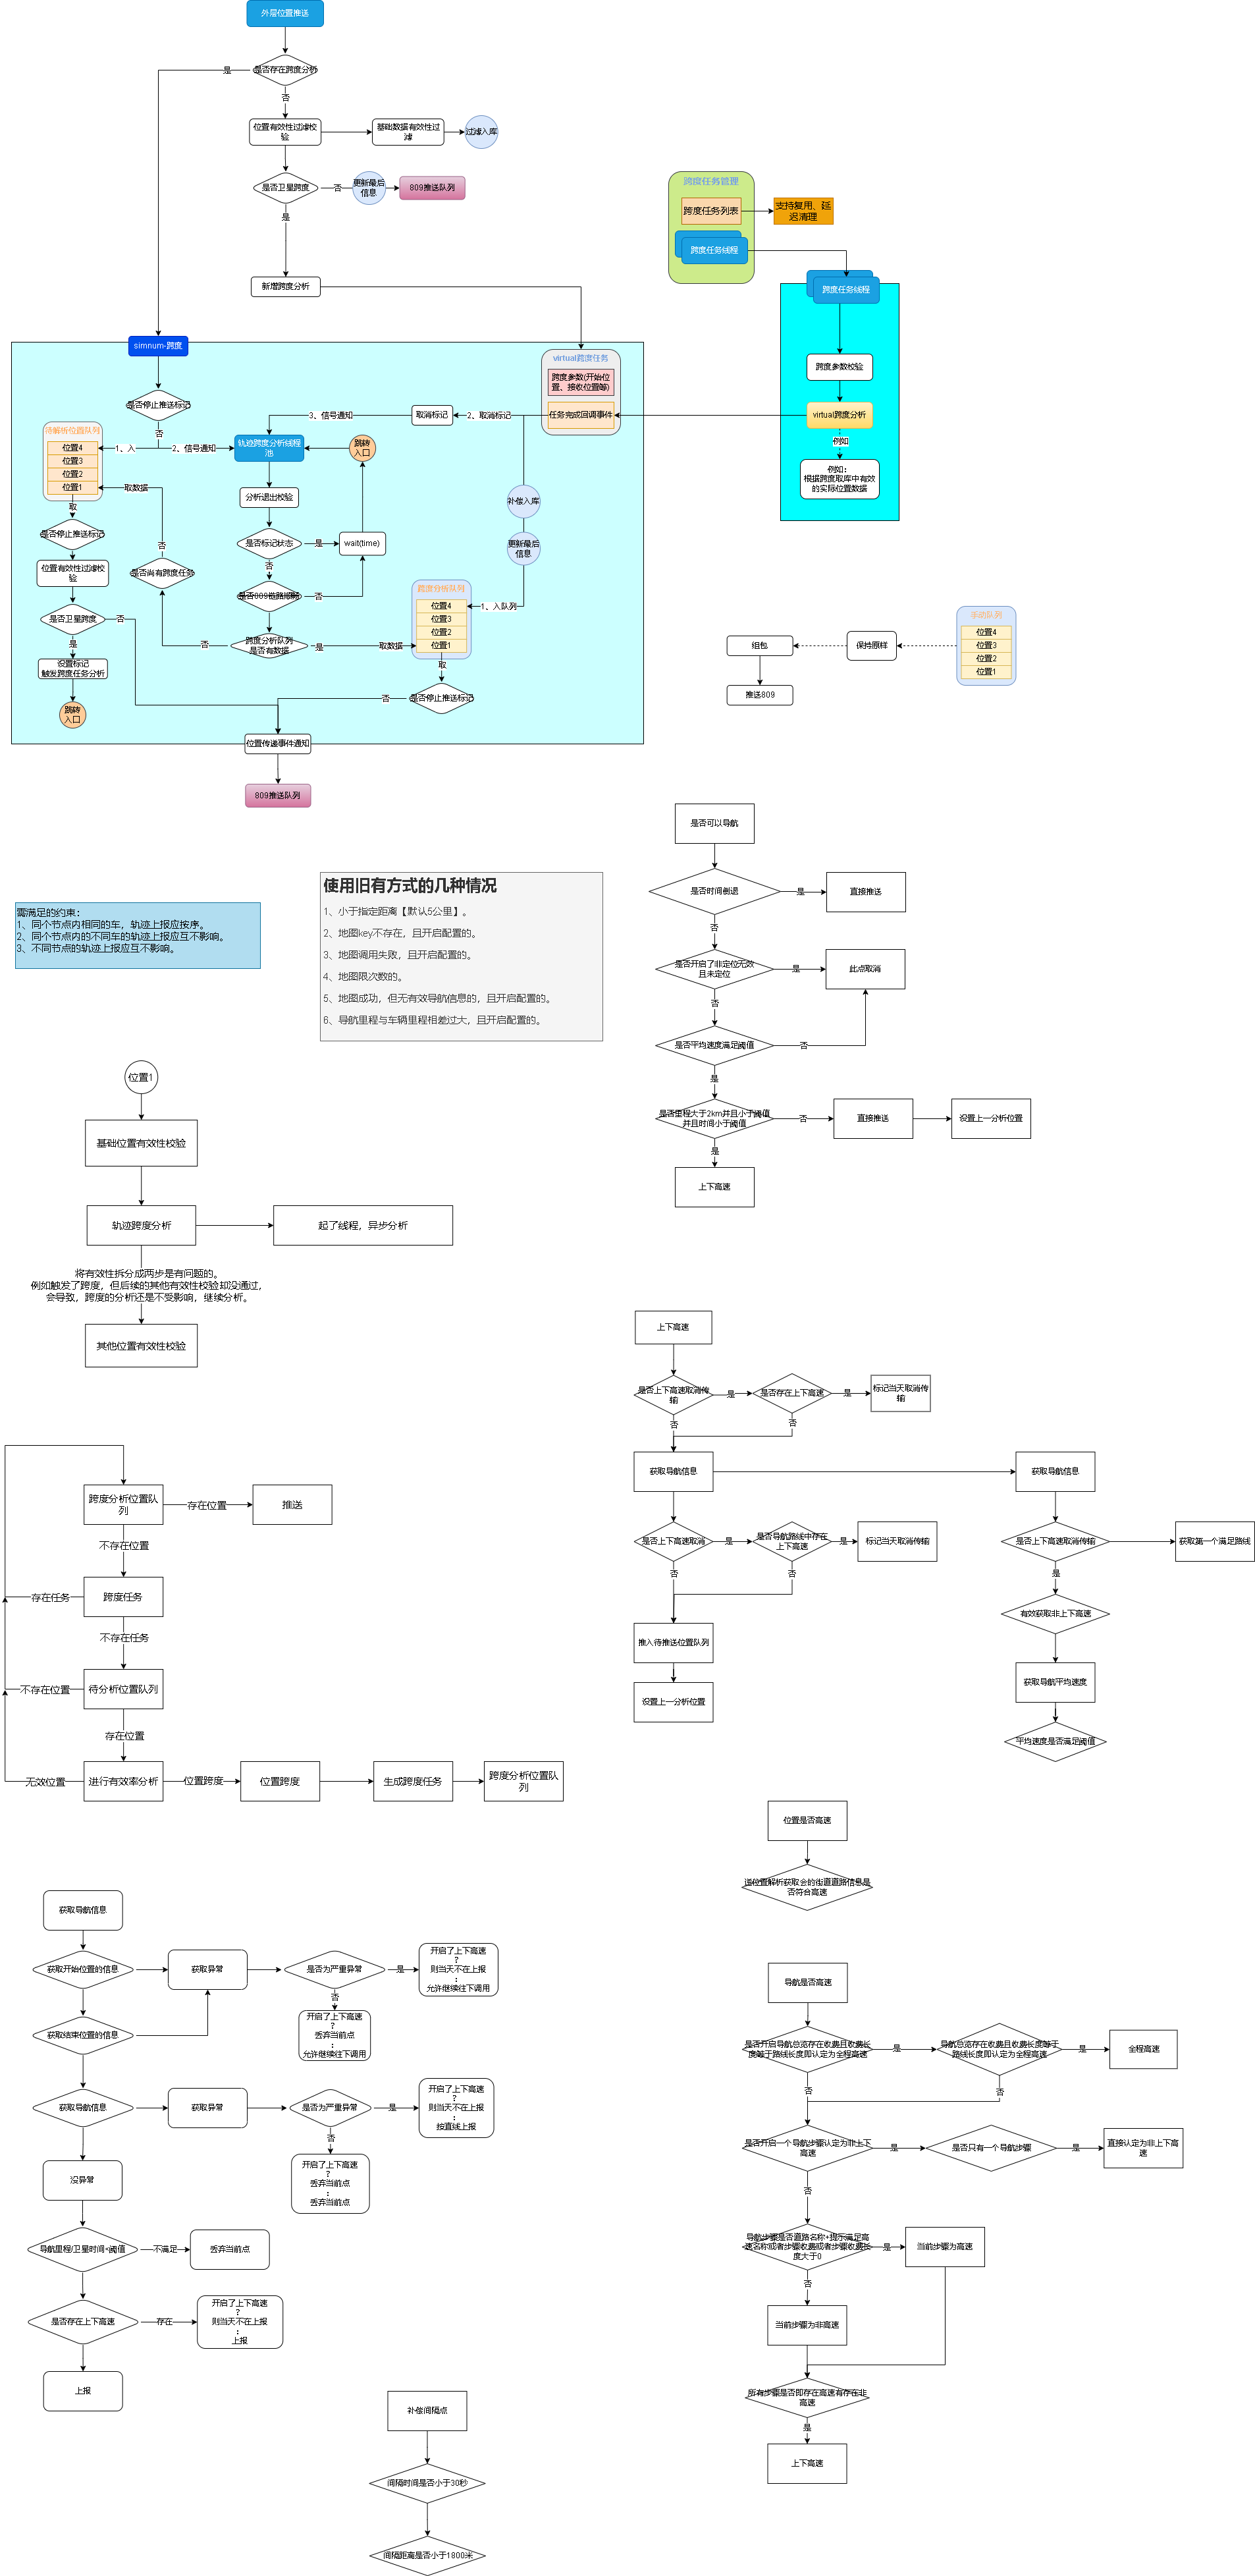 外层位置推送
是否存在跨度分析
是
否
位置有效性过滤校
验
基础数据有效性过
滤
过滤入库
是否卫星跨度
否
更新最后
信息
809推送队列
是
新增跨度分析
跨度任务管理
跨度任务列表
支持复用、延
迟清理
跨度任务线程
跨度任务线程
跨度参数校验
virtual跨度分析
例如
例如：
根据跨度取库中有效
的实际位置数据
simnum-跨度
是否停止推送标记
否
待解析位置队列
位置4
位置3
位置2
位置1
1、入
2、信号通知
取
是否停止推送标记
位置有效性过滤校
验
是否卫星跨度
否
是
设置标记
触发跨度任务分析
跳转
入口
取数据
否
是否尚有跨度任务
否
virtual跨度任务
跨度参数(开始位
置、接收位置等)
任务完成回调事件
2、取消标记
取消标记
3、信号通知
轨迹跨度分析线程
池
跳转
入口
分析退出校验
是否标记状态
是
wait(time)
否
是否809链路顺畅
否
跨度分析队列
是否有数据
是
取数据
补偿入库
更新最后
信息
1、入队列
跨度分析队列
位置4
位置3
位置2
位置1
取
是否停止推送标记
否
位置传递事件通知
809推送队列
位置4
位置3
位置2
位置1
保持原样
组包
推送809
需满足的约束：
1、同个节点内相同的车，轨迹上报应按序。
2、同个节点内的不同车的轨迹上报应互不影响。
3、不同节点的轨迹上报应互不影响。
使用旧有方式的几种情况
1、小于指定距离【默认5公里】。
2、地图key不存在，且开启配置的。
3、地图调用失败，且开启配置的。
4、地图限次数的。
5、地图成功，但无有效导航信息的，且开启配置的。
6、导航里程与车辆里程相差过大，且开启配置的。
是否可以导航
是否时间倒退
是
直接推送
否
是否开启了非定位无效
且未定位
是
此点取消
否
是否平均速度满足阈值
否
是
是否里程大于2km并且小于阈值
并且时间小于阈值
否
直接推送
设置上一分析位置
是
上下高速
位置1
基础位置有效性校验
轨迹跨度分析
起了线程，异步分析
将有效性拆分成两步是有问题的。
例如触发了跨度，但后续的其他有效性校验却没通过，
会导致，跨度的分析还是不受影响，继续分析。
其他位置有效性校验
上下高速
是否上下高速取消传
输
是
是否存在上下高速
是
标记当天取消传
输
否
否
获取导航信息
获取导航信息
是否上下高速取消
是
是否导航路线中存在
上下高速
是
标记当天取消传输
否
否
推入待推送位置队列
设置上一分析位置
是否上下高速取消传输
获取第一个满足路线
是
有效获取非上下高速
获取导航平均速度
平均速度是否满足阈值
跨度分析位置队
列
存在位置
推送
不存在位置
跨度任务
存在任务
不存在任务
待分析位置队列
不存在位置
存在位置
进行有效率分析
无效位置
位置跨度
位置跨度
生成跨度任务
跨度分析位置队
列
位置是否高速
逆位置解析获取会的街道道路信息是
否符合高速
获取导航信息
获取开始位置的信息
获取异常
是否为严重异常
是
开启了上下高速
?
则当天不在上报
:
允许继续往下调用
否
开启了上下高速
?
丢弃当前点
:
允许继续往下调用
获取结束位置的信息
获取导航信息
获取异常
是否为严重异常
是
开启了上下高速
?
则当天不在上报
:
按直线上报
否
开启了上下高速
?
丢弃当前点
:
丢弃当前点
没异常
导航里程/卫星时间<阈值
不满足
丢弃当前点
是否存在上下高速
存在
开启了上下高速
?
则当天不在上报
:
上报
上报
导航是否高速
是否开启导航总览存在收费且收费长
度等于路线长度即认定为全程高速
是
导航总览存在收费且收费长度等于
路线长度即认定为全程高速
是
全程高速
否
否
是否开启一个导航步骤认定为非上下
高速
是
是否只有一个导航步骤
是
直接认定为非上下高
速
否
导航步骤是否道路名称+提示满足高
速名称或者步骤收费或者步骤收费长
度大于0
是
当前步骤为高速
否
当前步骤为非高速
所有步骤是否即存在高速有存在非
高速
是
上下高速
补偿间隔点
间隔时间是否小于30秒
间隔距离是否小于1800米